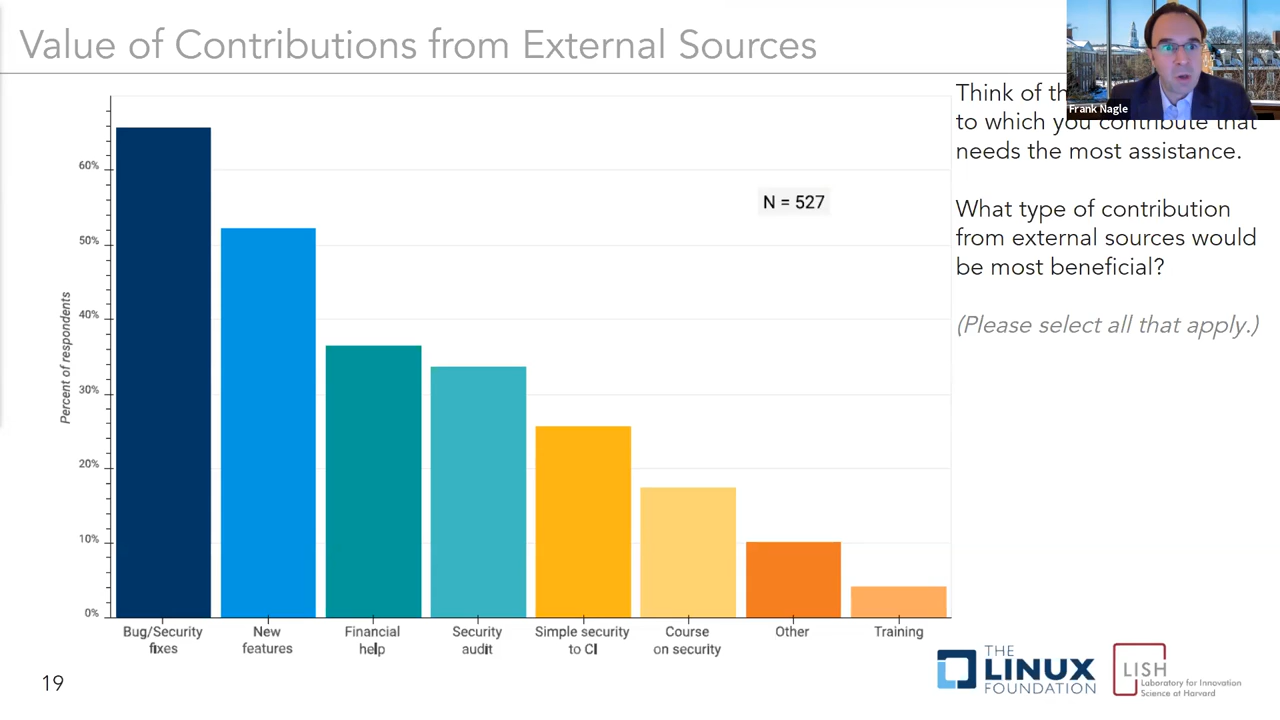 Value of Contributions from External Sources
Frank Nagle
Think of th
to which you contribute that
needs the most assistance.
What type of contribution
from external sources would
be most beneficial?
(Please select all that apply.)
N = 527
Percent of respondents
60%
50%
40%
30%
20%
10%
0%
Bug/Security
fixes
New
features
Financial
help
Security
audit
Simple security
to CI
Course
on security
Other
Training
19
THE
LINUX
FOUNDATION
LISH
Laboratory for Innovation
Science at Harvard